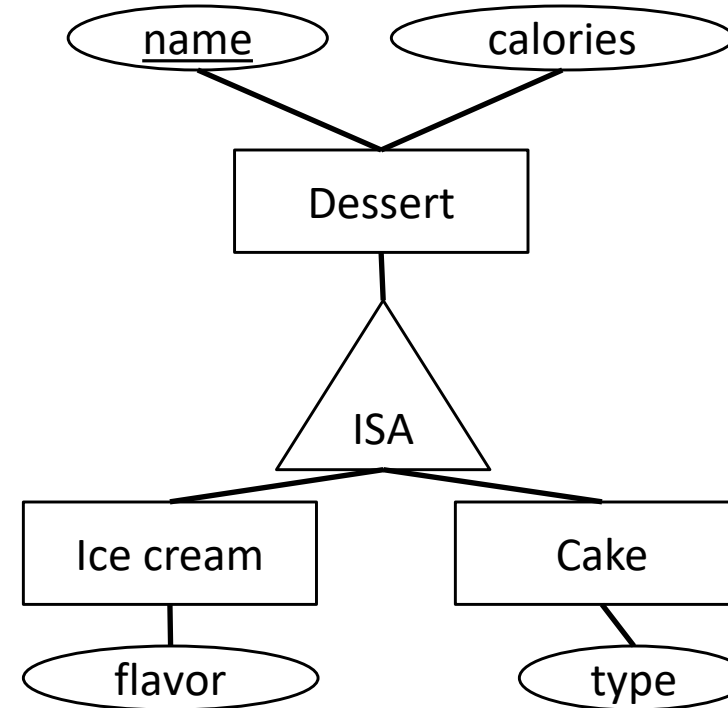 name
calories
Dessert
ISA
Ice cream
Cake
flavor
type